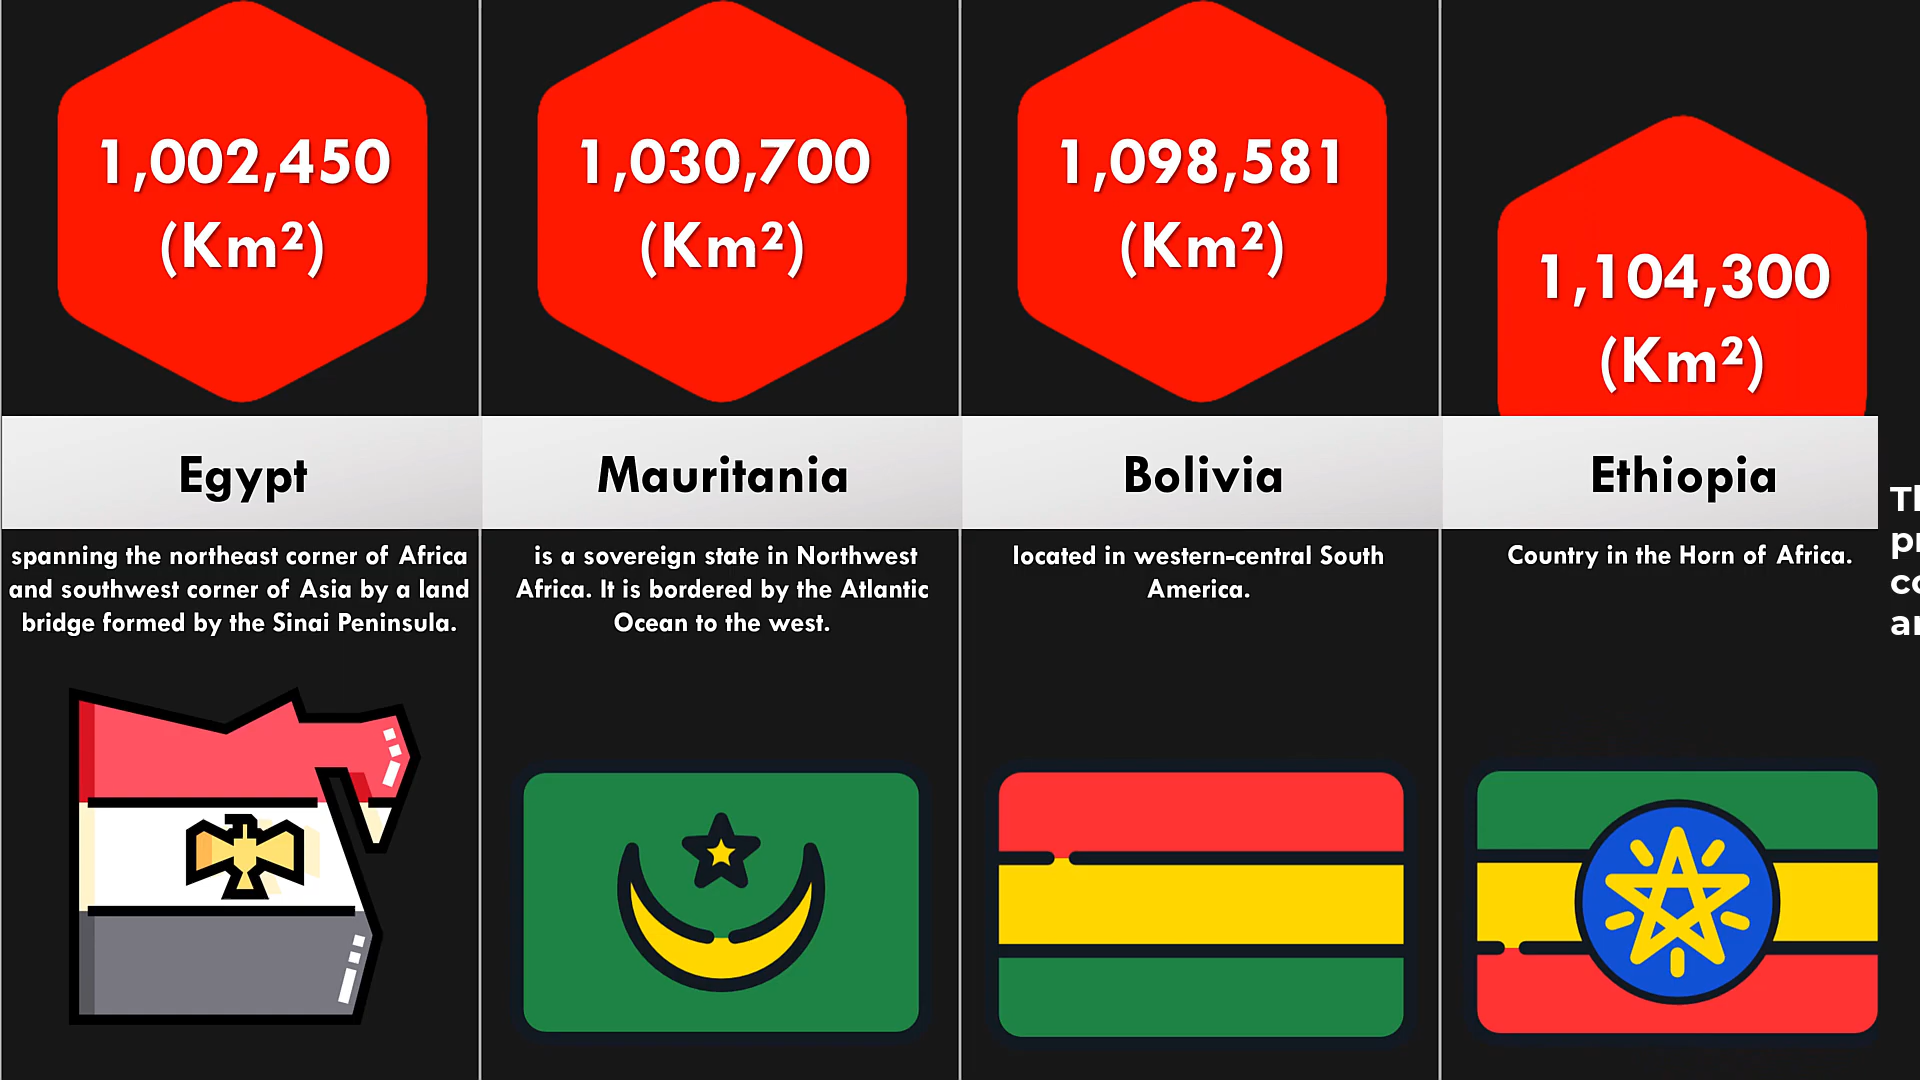 1,002,450
(Km²)
Egypt
spanning the northeast corner of Africa
and southwest corner of Asia by a land
bridge formed by the Sinai Peninsula.
1,030,700
(Km²)
Mauritania
is a sovereign state in Northwest
Africa. It is bordered by the Atlantic
Ocean to the west.
1,098,581
(Km²)
Bolivia
located in western-central South
America.
1,104,300
(Km²)
Ethiopia
Country in the Horn of Africa.